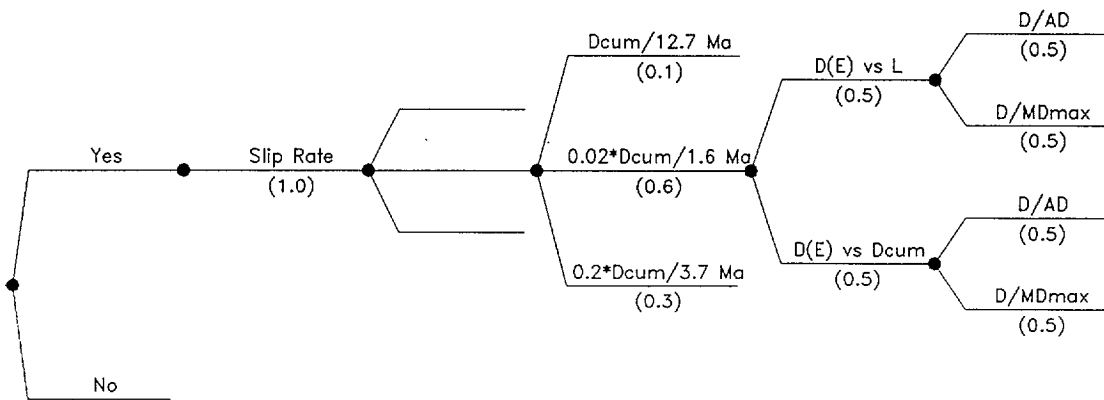 D/AD
(0.5)
Dcum/12.7 Ma
(0.1)
D(E) vs L
(0.5)
D/MDmax
(0.5)
Yes
Slip Rate
(1.0)
0.02*Dcum/1.6 Ma
(0.6)
D/AD
(0.5)
D(E) vs Dcum
(0.5)
0.2*Dcum/3.7 Ma
(0.3)
D/MDmax
(0.5)
No